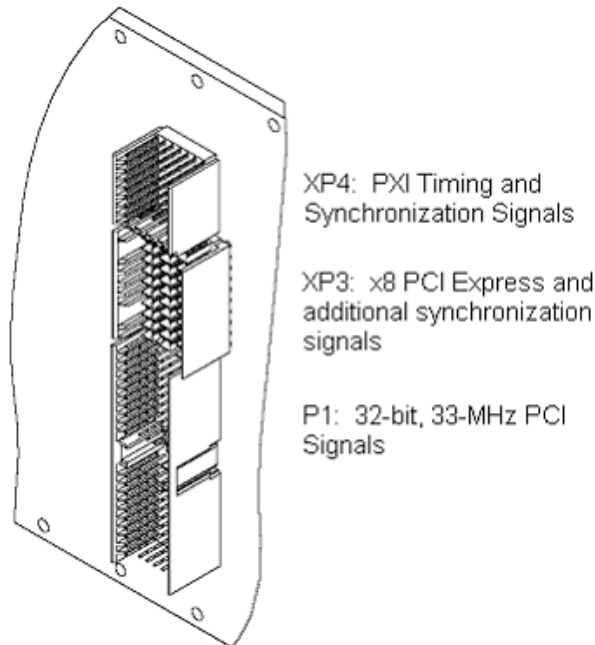 XP4: PXI Timing and
Synchronization Signals
XP3: x8 PCI Express and
additional synchronization
signals
P1: 32-bit, 33-MHz PCI
Signals